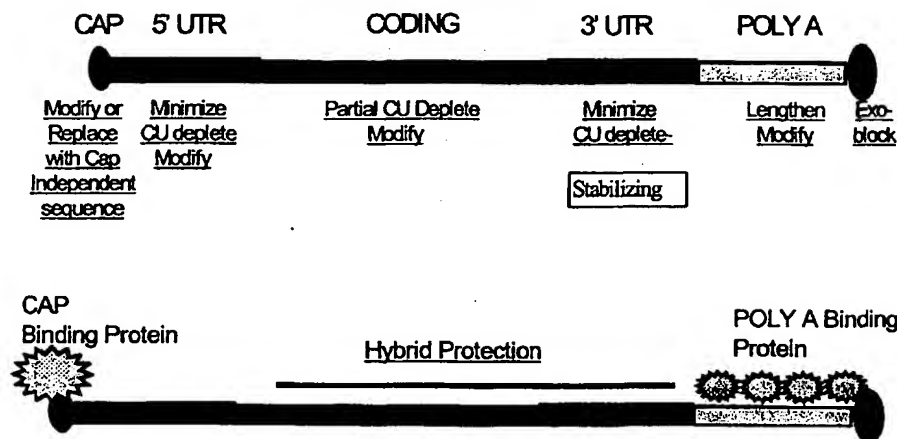 CAP 5' UTR CODING 3' UTR POLY A
Modify or
Replace
with Cap
Independent
sequence
Minimize
CU deplete
Modify
Partial CU Deplete
Modify
Minimize
CU deplete-
Stabilizing
Lengthen
Modify
Exo-
block
CAP
Binding Protein
Hybrid Protection
POLY A Binding
Protein